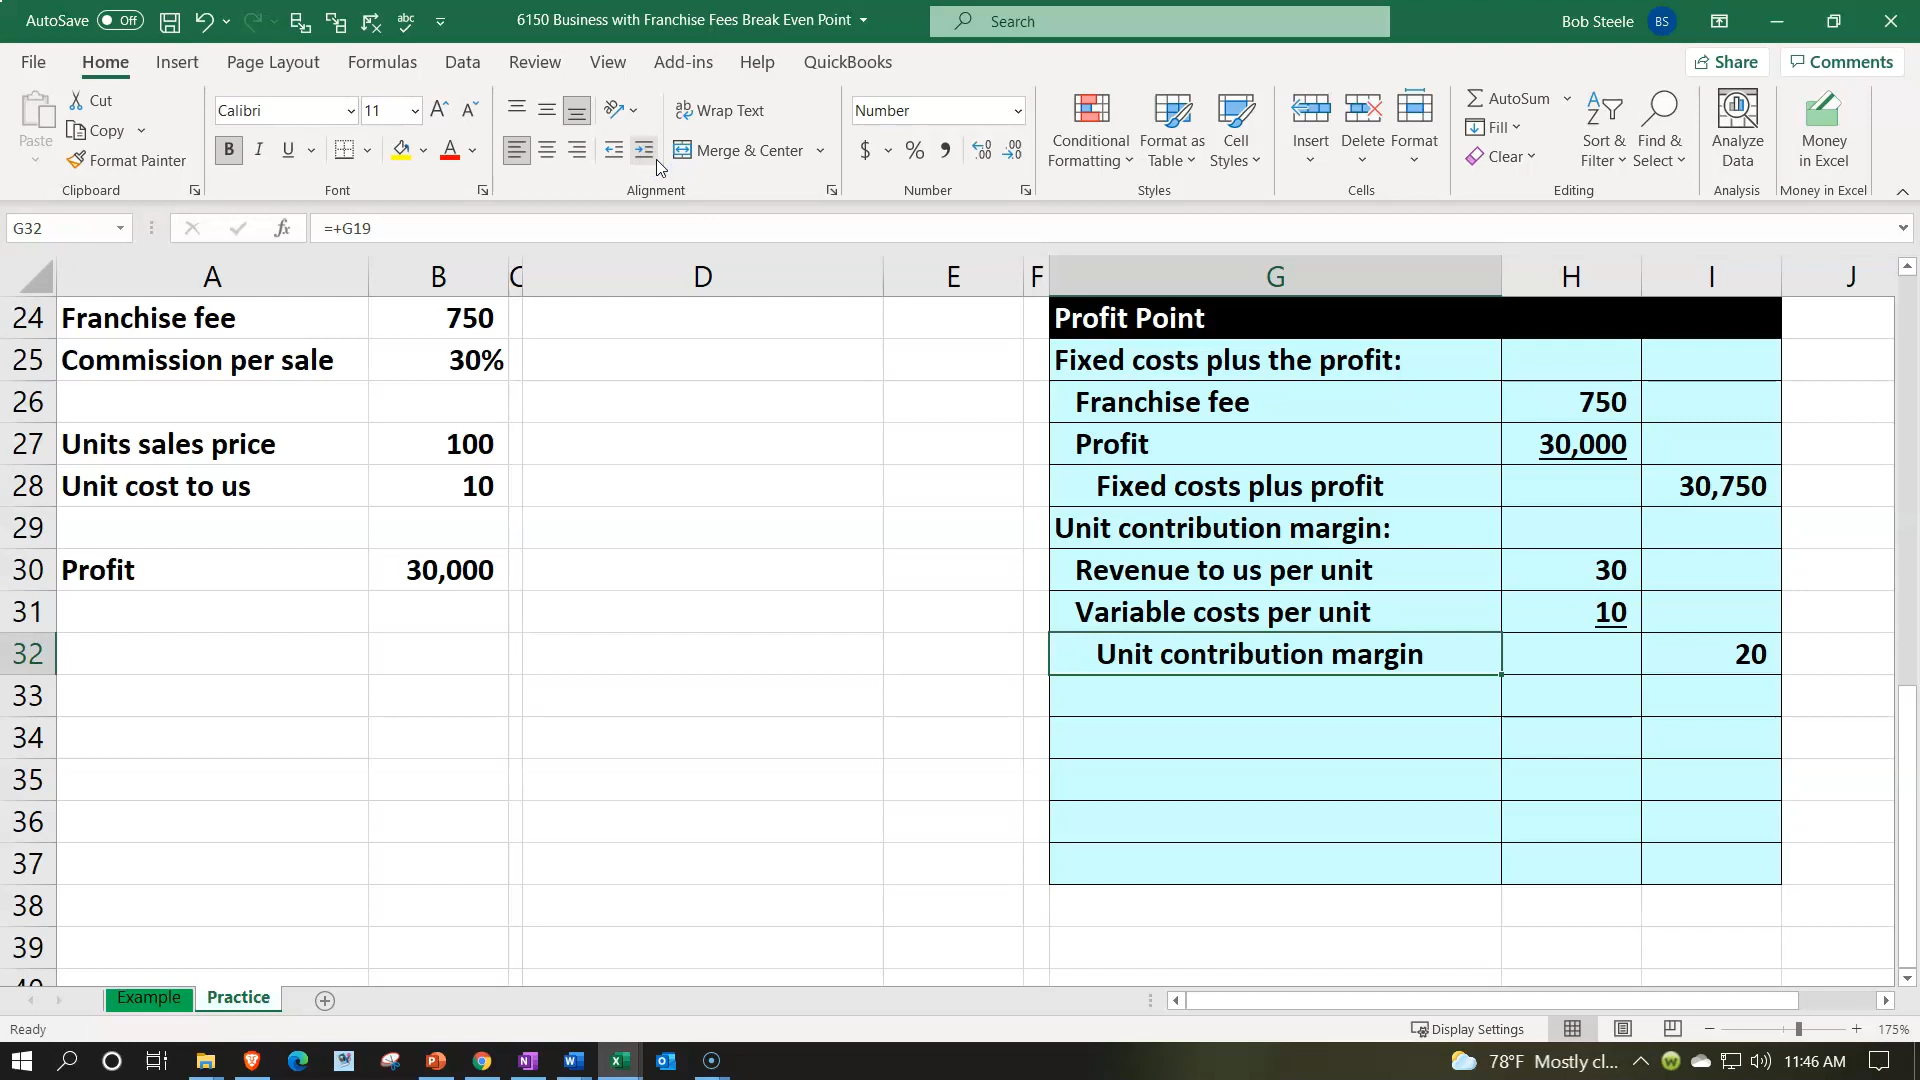 AutoSave Off
abc
6150 Business with Franchise Fees Break Even Point
Search
Bob Steele BS
File Home Insert Page Layout Formulas Data Review View Add-ins Help QuickBooks
Share Comments
Paste
Cut
Copy
Format Painter
Clipboard
Calibri 11
B I U
Font
Wrap Text
Merge & Center
Alignment
Number
$ %
Number
Conditional Formatting
Format as Table
Cell Styles
Styles
Insert Delete Format
Cells
AutoSum
Fill
Clear
Sort & Filter
Find & Select
Editing
Analyze Data
Analysis
Money in Excel
Money in Excel
G32 fx =+G19
A B C D E F G H I J
24 Franchise fee 750 Profit Point
25 Commission per sale 30% Fixed costs plus the profit:
26 Franchise fee 750
27 Units sales price 100 Profit 30,000
28 Unit cost to us 10 Fixed costs plus profit 30,750
29 Unit contribution margin:
30 Profit 30,000 Revenue to us per unit 30
31 Variable costs per unit 10
32 Unit contribution margin 20
33
34
35
36
37
38
39
Example Practice
Ready Display Settings 175%
78°F Mostly cl... 11:46 AM